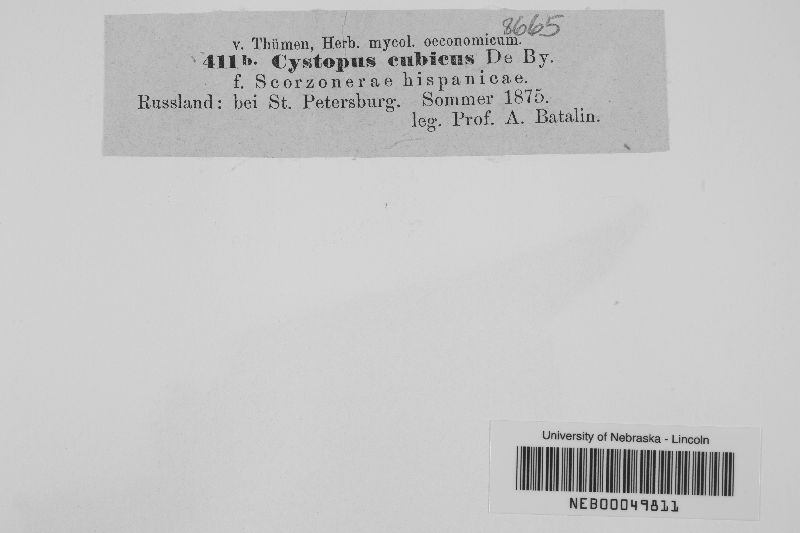 8665
v. Thümen, Herb. mycol. oeconomicum.
411b. Cystopus cubicus De By.
f. Scorzonerae hispanicae.
Russland: bei St. Petersburg. Sommer 1875.
leg. Prof. A. Batalin.
University of Nebraska - Lincoln
NEB00049811